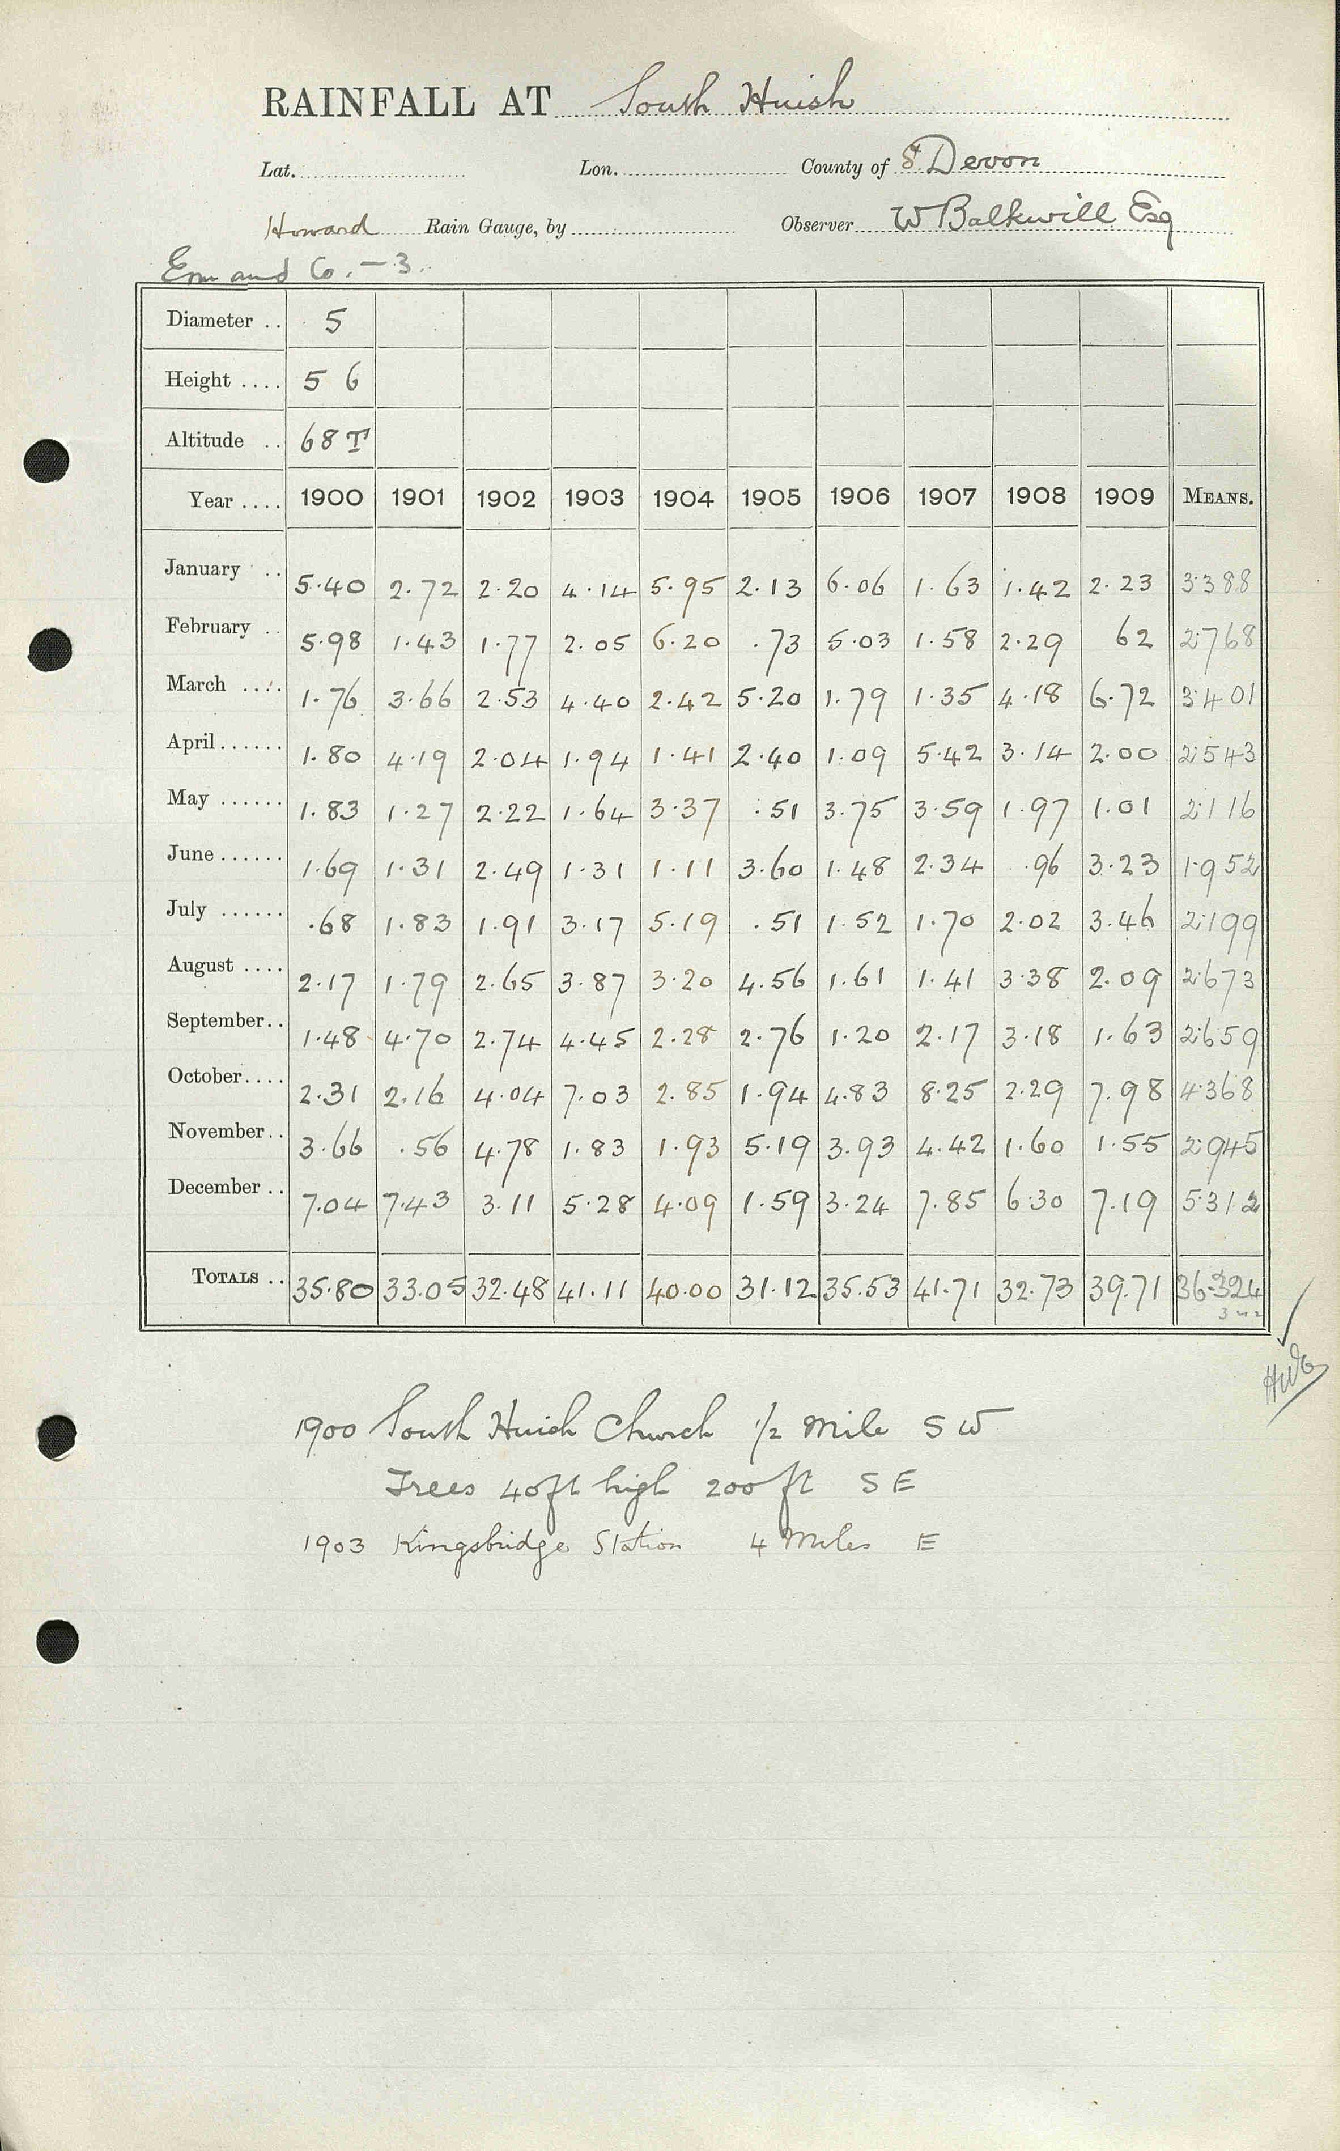 RAINFALL AT South Huish
Lat. Lon. County of S Devon
Howard Rain Gauge, by Observer W Balkwill Esq
and Co. – 3.
Diameter .. 5
Height .... 5 6
Altitude .. 68 T
Year .... 1900 1901 1902 1903 1904 1905 1906 1907 1908 1909 MEANS.
January .. 5.40 2.72 2.20 4.14 5.95 2.13 6.06 1.63 1.42 2.23 3.388
February .. 5.98 1.43 1.77 2.05 6.20 .73 5.03 1.58 2.29 62 2.768
March .... 1.76 3.66 2.53 4.40 2.42 5.20 1.79 1.35 4.18 6.72 3.401
April...... 1.80 4.19 2.04 1.94 1.41 2.40 1.09 5.42 3.14 2.00 2.543
May ...... 1.83 1.27 2.22 1.64 3.37 .51 3.75 3.59 1.97 1.01 2.116
June...... 1.69 1.31 2.49 1.31 1.11 3.60 1.48 2.34 .96 3.23 1.952
July ...... .68 1.83 1.91 3.17 5.19 .51 1.52 1.70 2.02 3.46 2.199
August .... 2.17 1.79 2.65 3.87 3.20 4.56 1.61 1.41 3.38 2.09 2.673
September.. 1.48 4.70 2.74 4.45 2.28 2.76 1.20 2.17 3.18 1.63 2.659
October.... 2.31 2.16 4.04 7.03 2.85 1.94 4.83 8.25 2.29 7.98 4.368
November.. 3.66 .56 4.78 1.83 1.93 5.19 3.93 4.42 1.60 1.55 2.945
December .. 7.04 7.43 3.11 5.28 4.09 1.59 3.24 7.85 6.30 7.19 5.312
TOTALS .. 35.80 33.05 32.48 41.11 40.00 31.12 35.53 41.71 32.73 39.71 36.324
1900 South Huish Church 1/2 Mile S W
Trees 40 ft high 200 ft S E
1903 Kingsbridge Station 4 Miles E